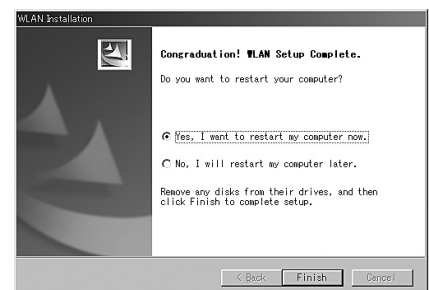 WLAN Installation
Congraduation! WLAN Setup Complete.
Do you want to restart your computer?
Yes, I want to restart my computer now.
No, I will restart my computer later.
Remove any disks from their drives, and then
click Finish to complete setup.
< Back Finish Cancel